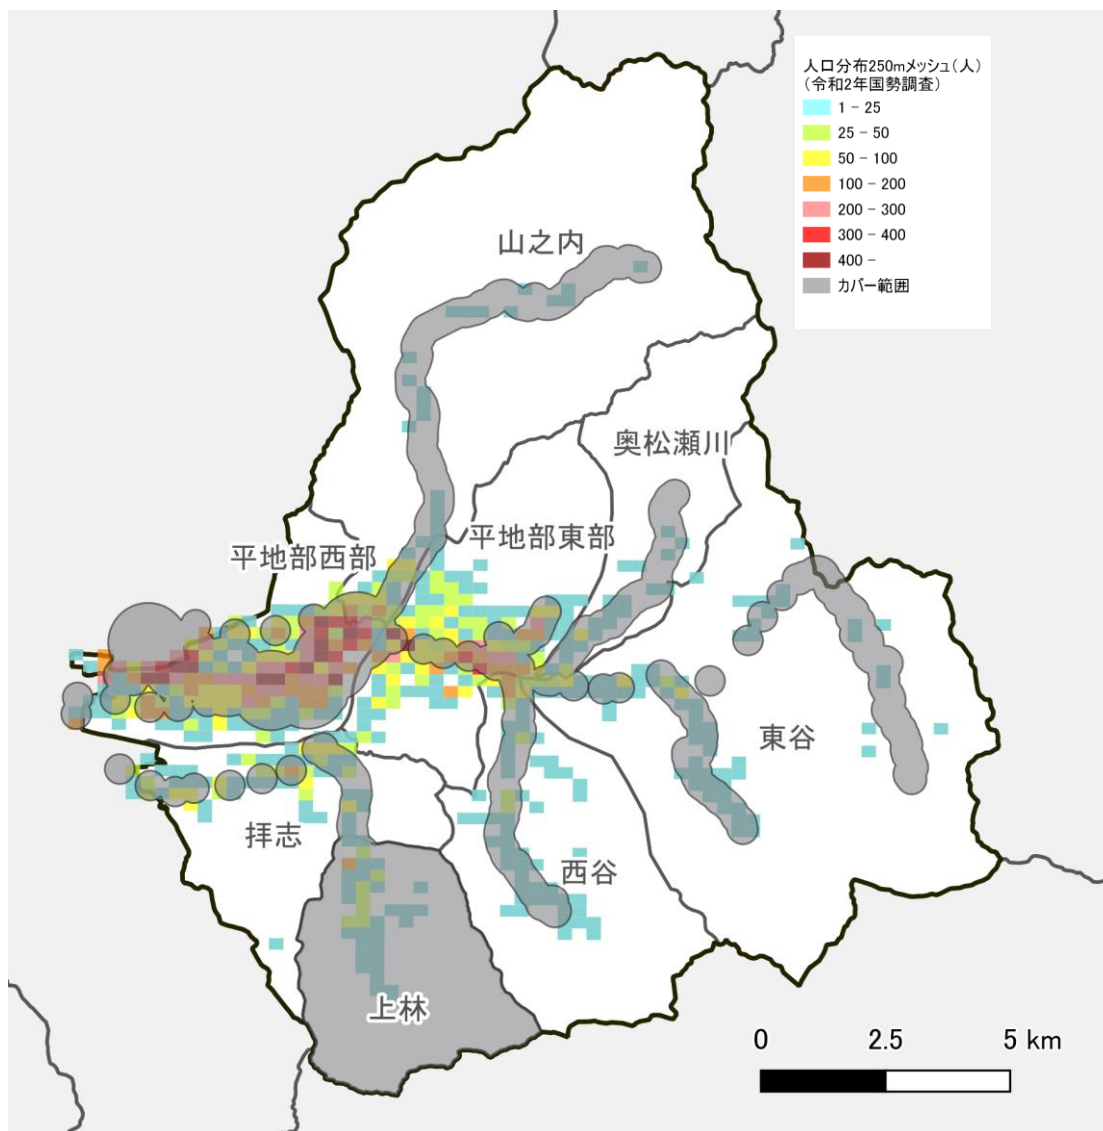 人口分布250mメッシュ(人)
(令和2年国勢調査)
1 - 25
25 - 50
50 - 100
100 - 200
200 - 300
300 - 400
400 -
カバー範囲
山之内
奥松瀬川
平地部東部
平地部西部
東谷
拝志
西谷
上林
0 2.5 5 km